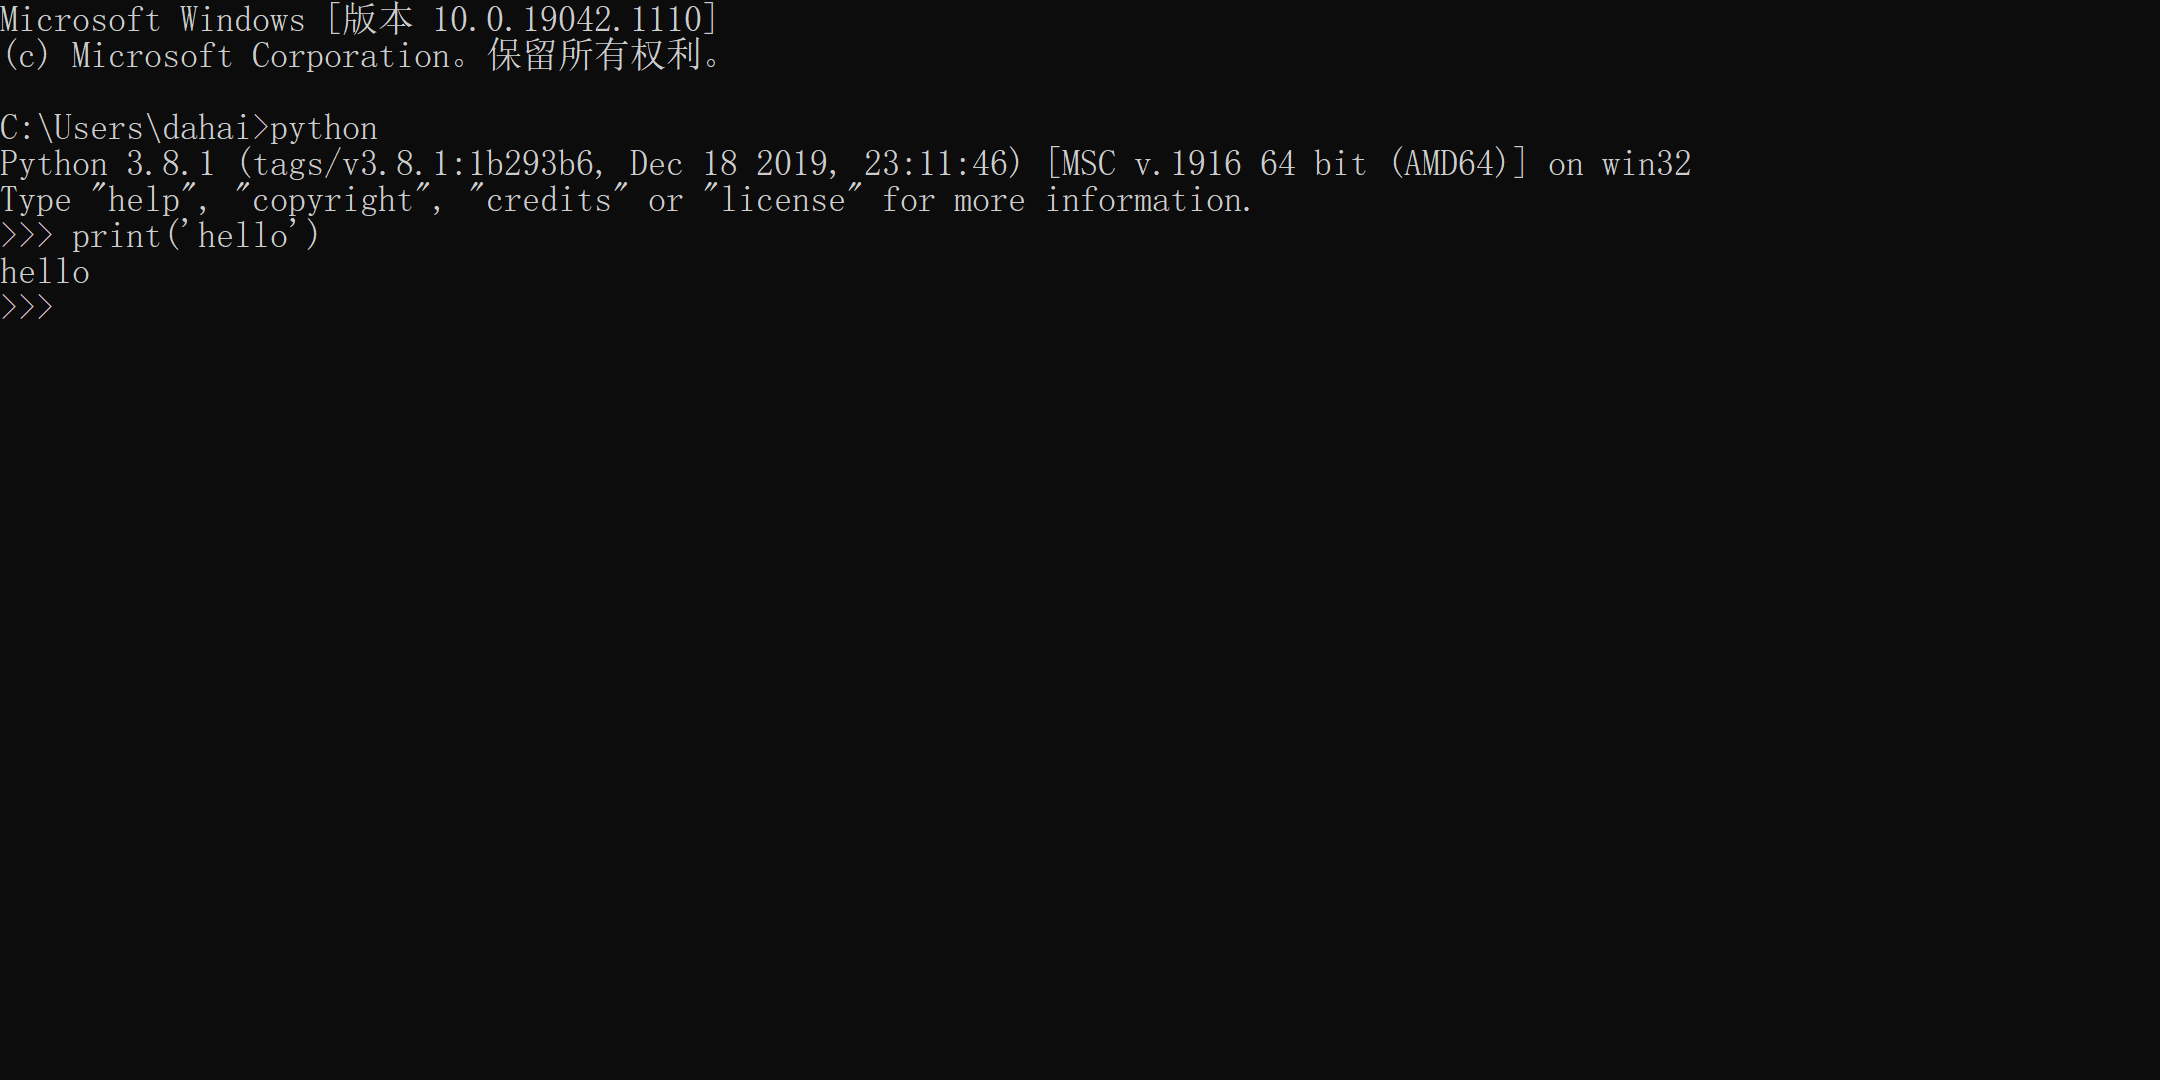 Microsoft Windows [版本 10.0.19042.1110]
(c) Microsoft Corporation。保留所有权利。
C:\Users\dahai>python
Python 3.8.1 (tags/v3.8.1:1b293b6, Dec 18 2019, 23:11:46) [MSC v.1916 64 bit (AMD64)] on win32
Type "help", "copyright", "credits" or "license" for more information.
>>> print('hello')
hello
>>>